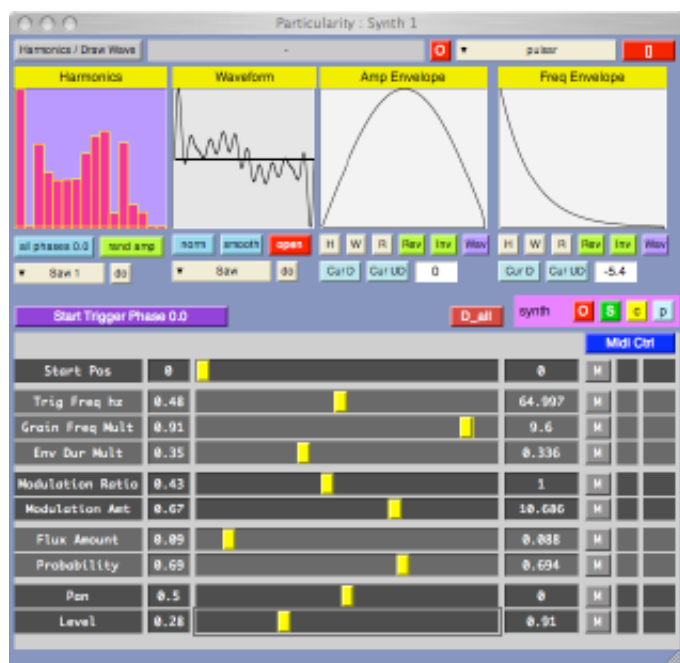 Particularity : Synth 1
Harmonics / Draw Wave - O ▼ pulsar []
Harmonics Waveform Amp Envelope Freq Envelope
all phases 0.0 rand amp norm smooth open H W R Rev Inv Wav H W R Rev Inv Wav
▼ Saw 1 do ▼ Saw do Cur D Cur UD 0 Cur D Cur UD -5.4
Start Trigger Phase 0.0 D_all synth O S c p
Midi Ctrl
Start Pos 0 0 M
Trig Freq hz 0.48 64.997 M
Grain Freq Mult 0.91 9.6 M
Env Dur Mult 0.35 0.336 M
Modulation Ratio 0.43 1 M
Modulation Amt 0.67 10.686 M
Flux Amount 0.09 0.088 M
Probability 0.69 0.694 M
Pan 0.5 0 M
Level 0.28 0.91 M